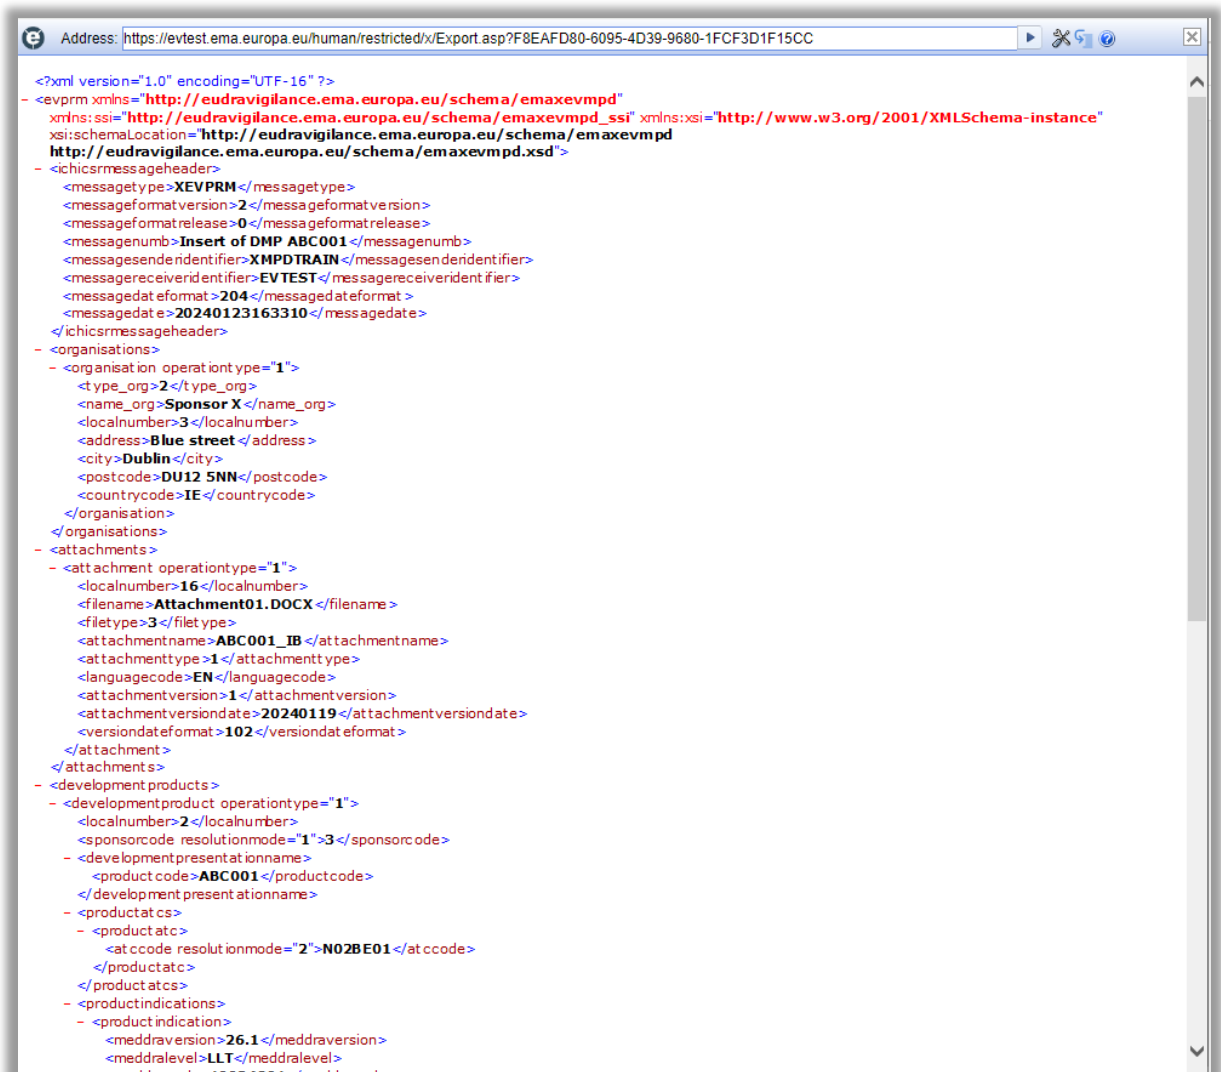 Address: https://evtest.ema.europa.eu/human/restricted/x/Export.asp?F8EAFD80-6095-4D39-9680-1FCF3D1F15CC
<?xml version="1.0" encoding="UTF-16" ?>
- <evprm xmlns="http://eudravigilance.ema.europa.eu/schema/emaxevmpd"
xmlns:ssi="http://eudravigilance.ema.europa.eu/schema/emaxevmpd_ssi" xmlns:xsi="http://www.w3.org/2001/XMLSchema-instance"
xsi:schemaLocation="http://eudravigilance.ema.europa.eu/schema/emaxevmpd
http://eudravigilance.ema.europa.eu/schema/emaxevmpd.xsd">
- <ichicsrmessageheader>
<messagetype>XEVPRM</messagetype>
<messageformatversion>2</messageformatversion>
<messageformatrelease>0</messageformatrelease>
<messagenumb>Insert of DMP ABC001</messagenumb>
<messagesenderidentifier>XMPDTRAIN</messagesenderidentifier>
<messagereceiveridentifier>EVTEST</messagereceiveridentifier>
<messagedateformat>204</messagedateformat>
<messagedate>20240123163310</messagedate>
</ichicsrmessageheader>
- <organisations>
- <organisation operationtype="1">
<type_org>2</type_org>
<name_org>Sponsor X</name_org>
<localnumber>3</localnumber>
<address>Blue street</address>
<city>Dublin</city>
<postcode>DU12 5NN</postcode>
<countrycode>IE</countrycode>
</organisation>
</organisations>
- <attachments>
- <attachment operationtype="1">
<localnumber>16</localnumber>
<filename>Attachment01.DOCX</filename>
<filetype>3</filetype>
<attachmentname>ABC001_IB</attachmentname>
<attachmenttype>1</attachmenttype>
<languagecode>EN</languagecode>
<attachmentversion>1</attachmentversion>
<attachmentversiondate>20240119</attachmentversiondate>
<versiondateformat>102</versiondateformat>
</attachment>
</attachments>
- <developmentproducts>
- <developmentproduct operationtype="1">
<localnumber>2</localnumber>
<sponsorcode resolutionmode="1">3</sponsorcode>
- <developmentpresentationname>
<productcode>ABC001</productcode>
</developmentpresentationname>
- <productatcs>
- <productatc>
<atccode resolutionmode="2">N02BE01</atccode>
</productatc>
</productatcs>
- <productindications>
- <productindication>
<meddraversion>26.1</meddraversion>
<meddralevel>LLT</meddralevel>